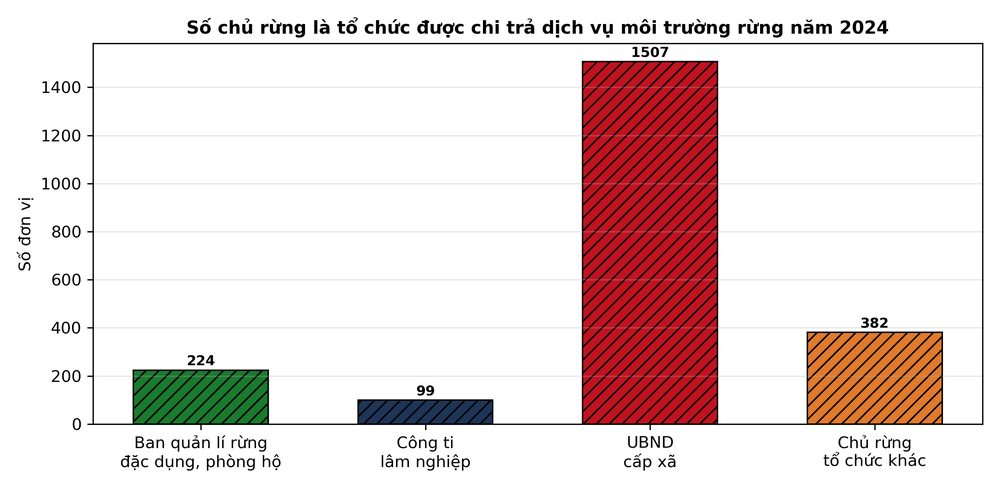 Số chủ rừng là tổ chức được chi trả dịch vụ môi trường rừng năm 2024
Số đơn vị
1400
1200
1000
800
600
400
200
0
224
99
1507
382
Ban quản lí rừng
đặc dụng, phòng hộ
Công ti
lâm nghiệp
UBND
cấp xã
Chủ rừng
tổ chức khác